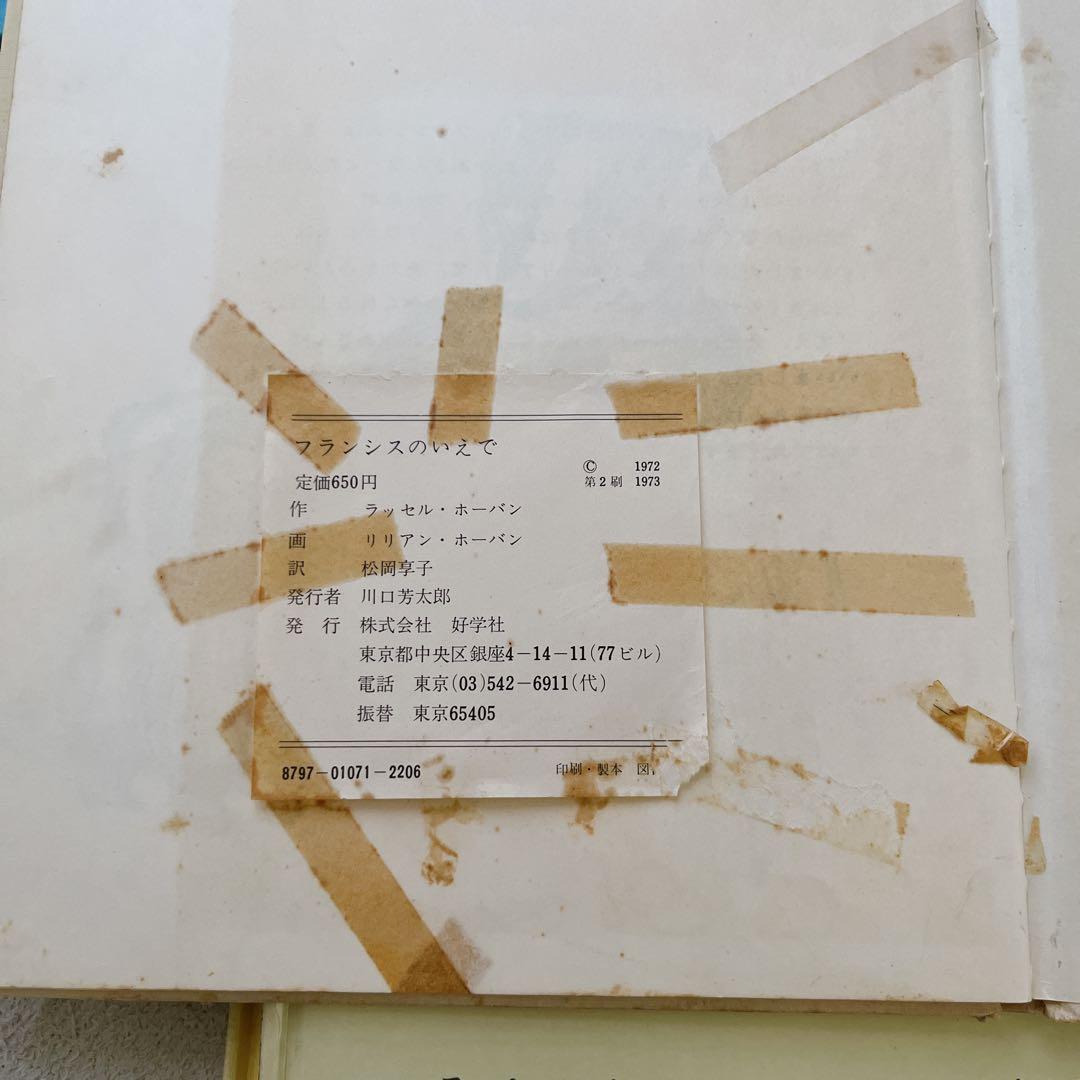 フランシスのいえで
© 1972
定価650円
第2刷 1973
作 ラッセル・ホーバン
画 リリアン・ホーバン
訳 松岡享子
発行者 川口芳太郎
発 行 株式会社 好学社
東京都中央区銀座4-14-11(77ビル)
電話 東京(03)542-6911(代)
振替 東京65405
8797-01071-2206
印刷・製本 図